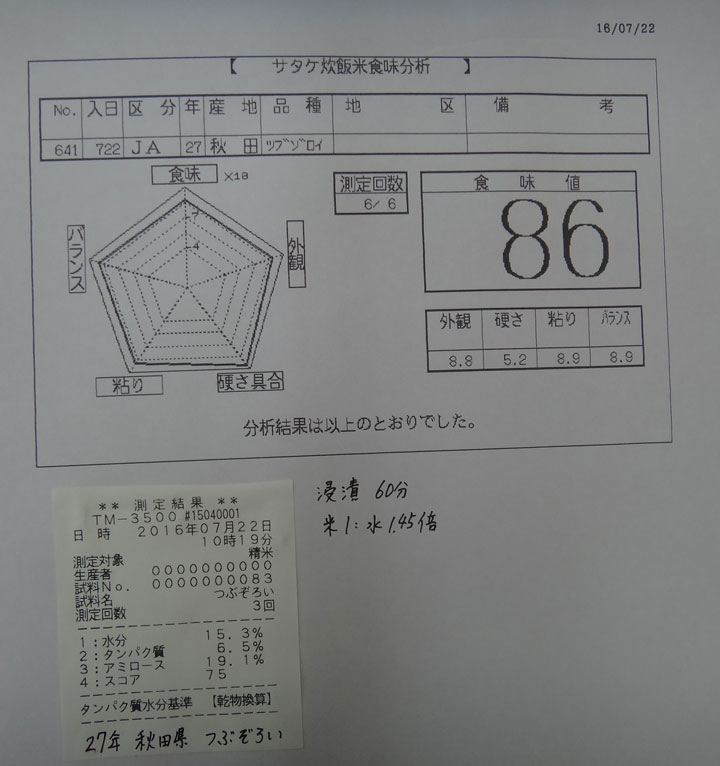 16/07/22
【 サタケ炊飯米食味分析 】
No. 入日 区分 年 産地 品種 地区 備考
641 722 JA 27 秋田 ツブゾロイ
食味 ×10
7
4
バランス
外観
粘り
硬さ具合
測定回数
6/ 6
食味値
86
外観 硬さ 粘り バランス
8.8 5.2 8.9 8.9
分析結果は以上のとおりでした。
浸漬 60分
米1:水1.45倍
** 測定結果 **
TM-3500 #15040001
日時 2016年07月22日
10時19分
測定対象 精米
生産者 0000000000
試料No. 0000000083
試料名 つぶぞろい
測定回数 3回
1:水分 15.3%
2:タンパク質 6.5%
3:アミロース 19.1%
4:スコア 75
タンパク質水分基準 【乾物換算】
27年 秋田県 つぶぞろい